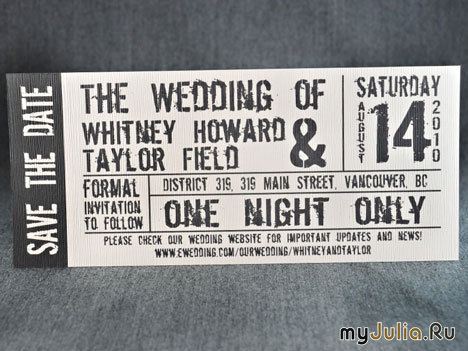 SAVE THE DATE
THE WEDDING OF
WHITNEY HOWARD
&
TAYLOR FIELD
SATURDAY
AUGUST
14
2010
FORMAL
INVITATION
TO FOLLOW
DISTRICT 319, 319 MAIN STREET, VANCOUVER, BC
ONE NIGHT ONLY
PLEASE CHECK OUR WEDDING WEBSITE FOR IMPORTANT UPDATES AND NEWS!
WWW.EWEDDING.COM/OURWEDDING/WHITNEYANDTAYLOR
myJulia.Ru